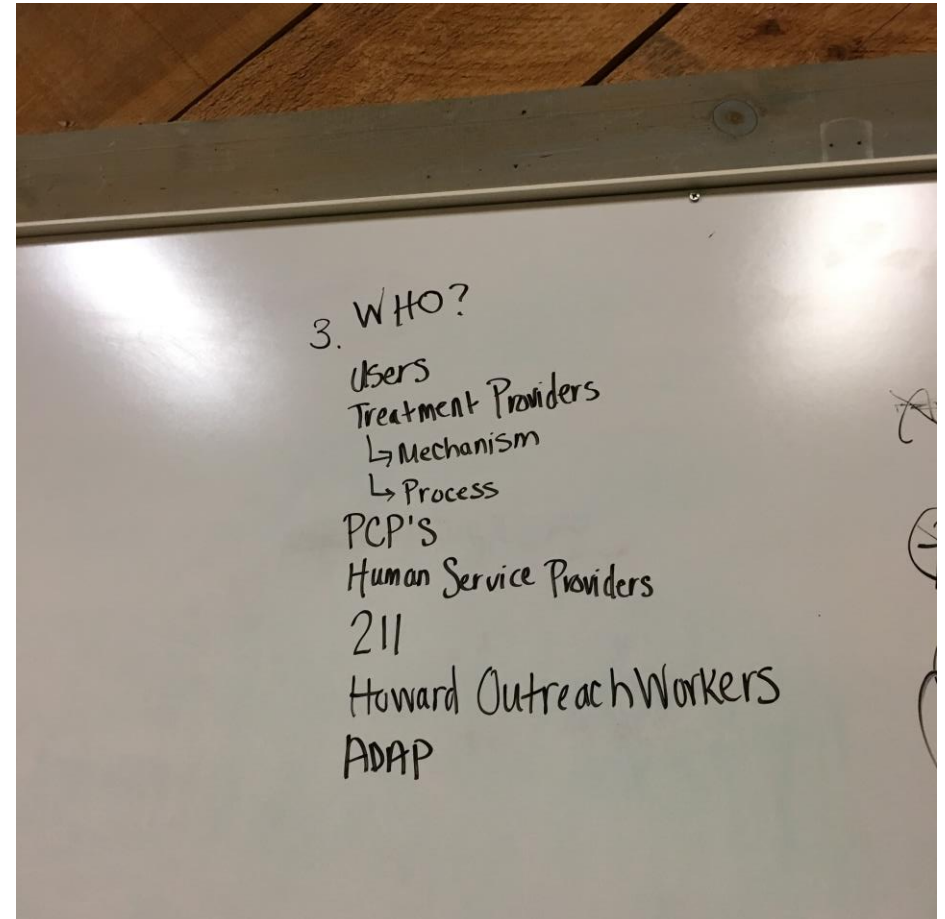 3. WHO?
Users
Treatment Providers
↳ Mechanism
↳ Process
PCP'S
Human Service Providers
211
Howard Outreach Workers
ADAP